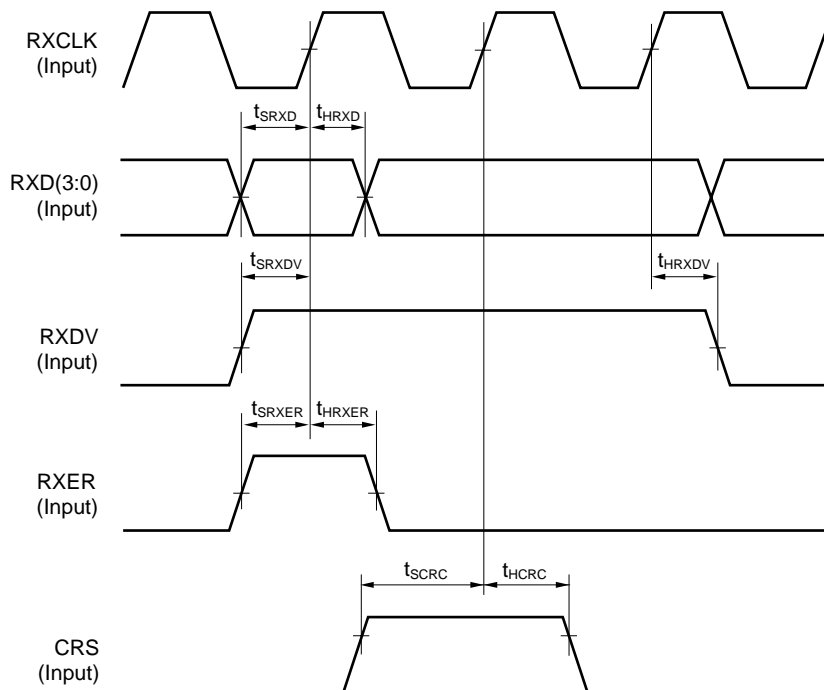 RXCLK
(Input)
tSRXD tHRXD
RXD(3:0)
(Input)
tSRXDV tHRXDV
RXDV
(Input)
tSRXER tHRXER
RXER
(Input)
tSCRC tHCRC
CRS
(Input)